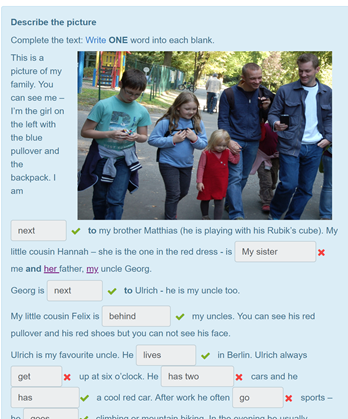 Describe the picture
Complete the text: Write ONE word into each blank.
This is a
picture of my
family. You
can see me –
I'm the girl on
the left with
the blue
pullover and
the
backpack. I
am
next to my brother Matthias (he is playing with his Rubik's cube). My
little cousin Hannah – she is the one in the red dress - is My sister
me and her father, my uncle Georg.
Georg is next to Ulrich - he is my uncle too.
My little cousin Felix is behind my uncles. You can see his red
pullover and his red shoes but you can not see his face.
Ulrich is my favourite uncle. He lives in Berlin. Ulrich always
get up at six o'clock. He has two cars and he
has a cool red car. After work he often go sports –
he goes climbing or mountain biking. In the evening he usually